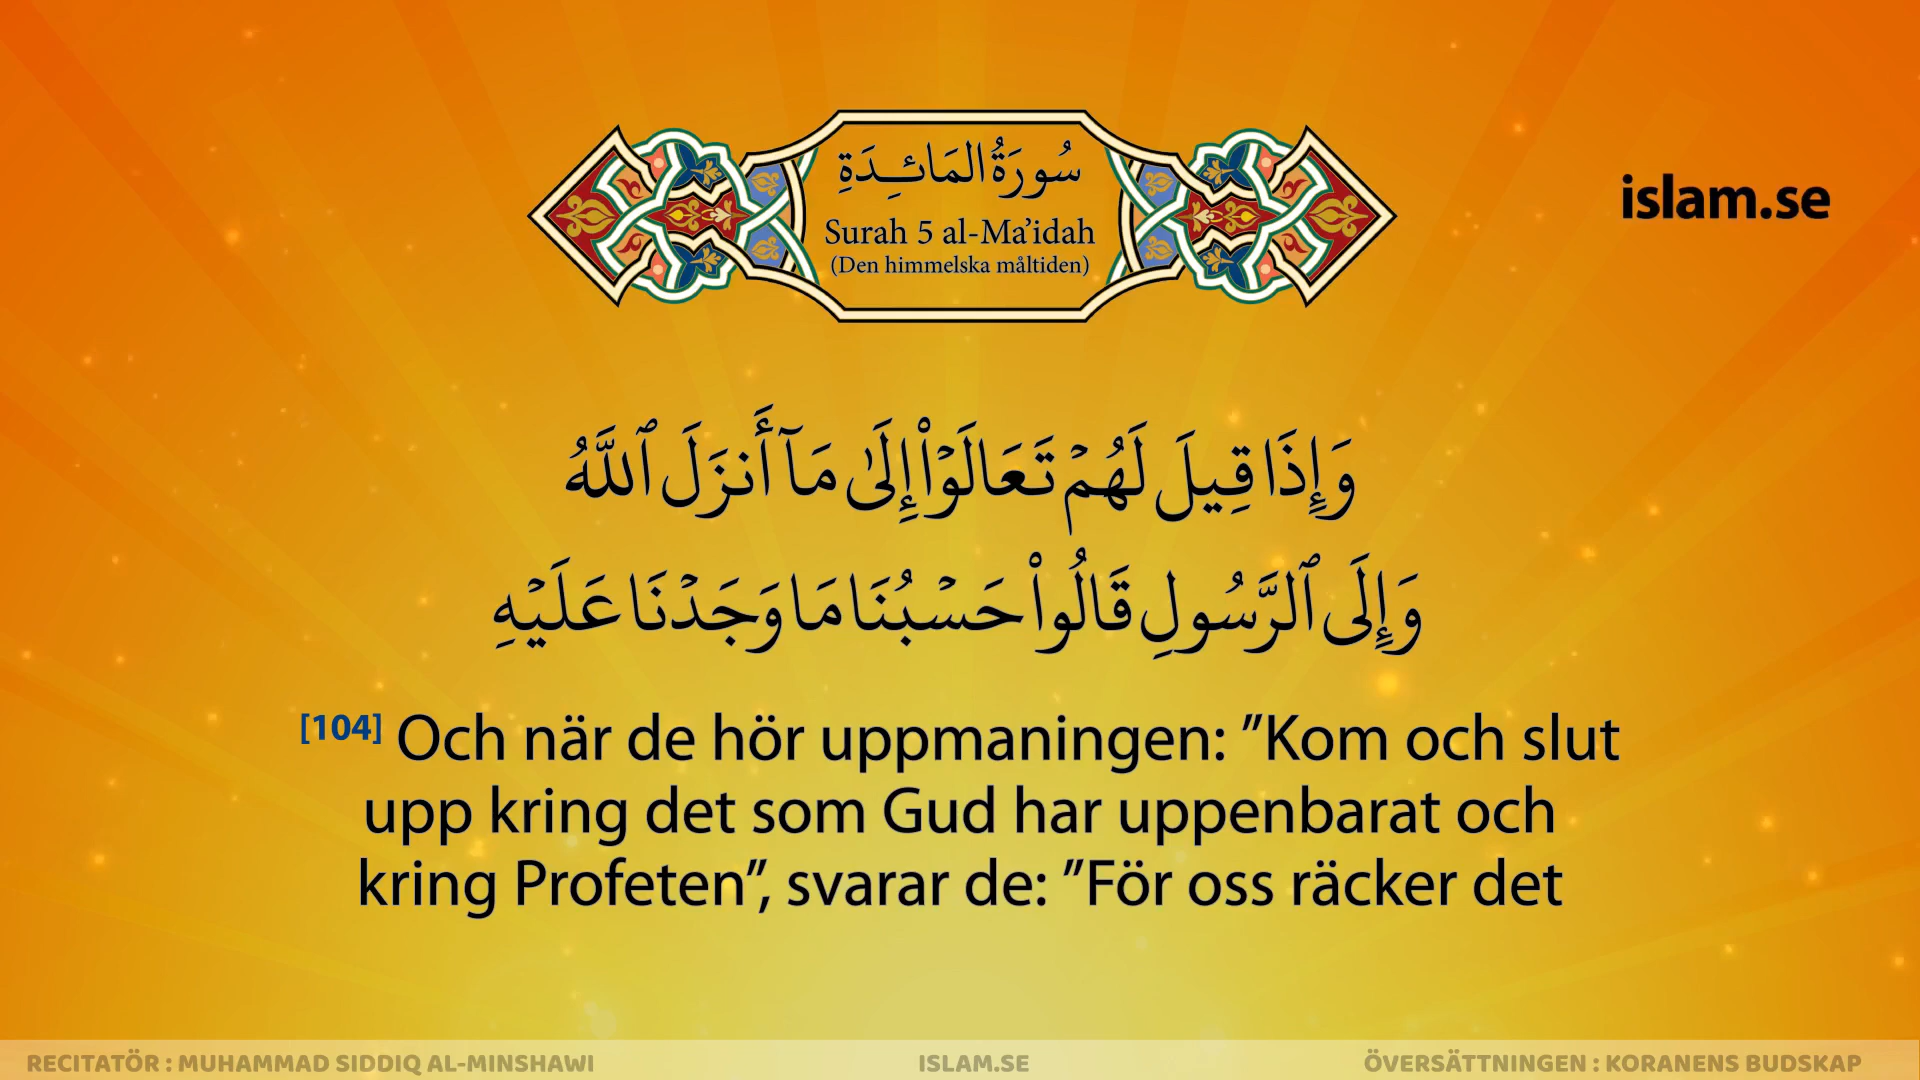 سُورَةُ المَائِدَةِ
Surah 5 al-Ma’idah
(Den himmelska måltiden)
islam.se
وَإِذَا قِيلَ لَهُمۡ تَعَالَوۡاْ إِلَىٰ مَآ أَنزَلَ ٱللَّهُ
وَإِلَى ٱلرَّسُولِ قَالُواْ حَسۡبُنَا مَا وَجَدۡنَا عَلَيۡهِ
[104] Och när de hör uppmaningen: ”Kom och slut
upp kring det som Gud har uppenbarat och
kring Profeten”, svarar de: ”För oss räcker det
RECITATÖR : MUHAMMAD SIDDIQ AL-MINSHAWI
ISLAM.SE
ÖVERSÄTTNINGEN : KORANENS BUDSKAP